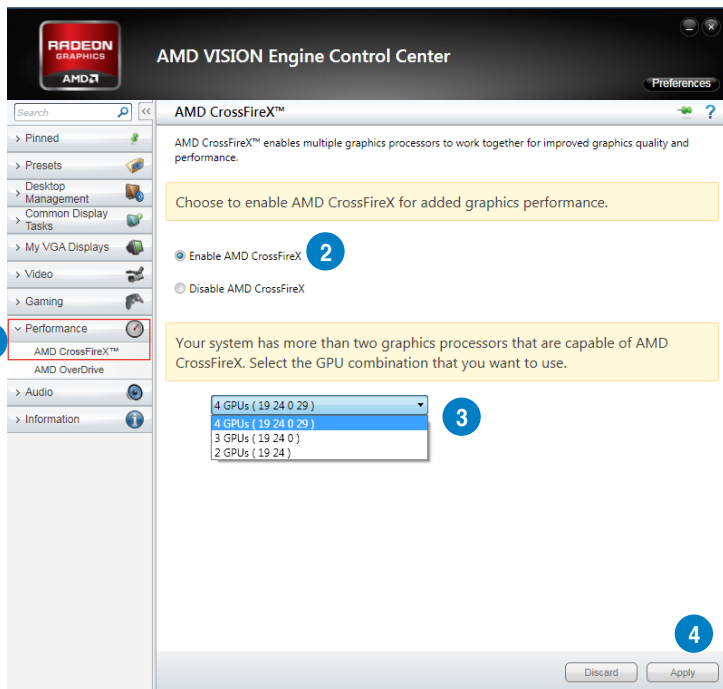 RADEON
GRAPHICS
AMD
AMD VISION Engine Control Center
Preferences
Search
<<
AMD CrossFireX™
?
> Pinned
> Presets
> Desktop
Management
> Common Display
Tasks
> My VGA Displays
> Video
> Gaming
Performance
AMD CrossFireX™
AMD OverDrive
> Audio
> Information
AMD CrossFireX™ enables multiple graphics processors to work together for improved graphics quality and
performance.
Choose to enable AMD CrossFireX for added graphics performance.
Enable AMD CrossFireX
2
Disable AMD CrossFireX
Your system has more than two graphics processors that are capable of AMD
CrossFireX. Select the GPU combination that you want to use.
4 GPUs ( 19 24 0 29 )
4 GPUs ( 19 24 0 29 )
3 GPUs ( 19 24 0 )
2 GPUs ( 19 24 )
3
4
Discard
Apply